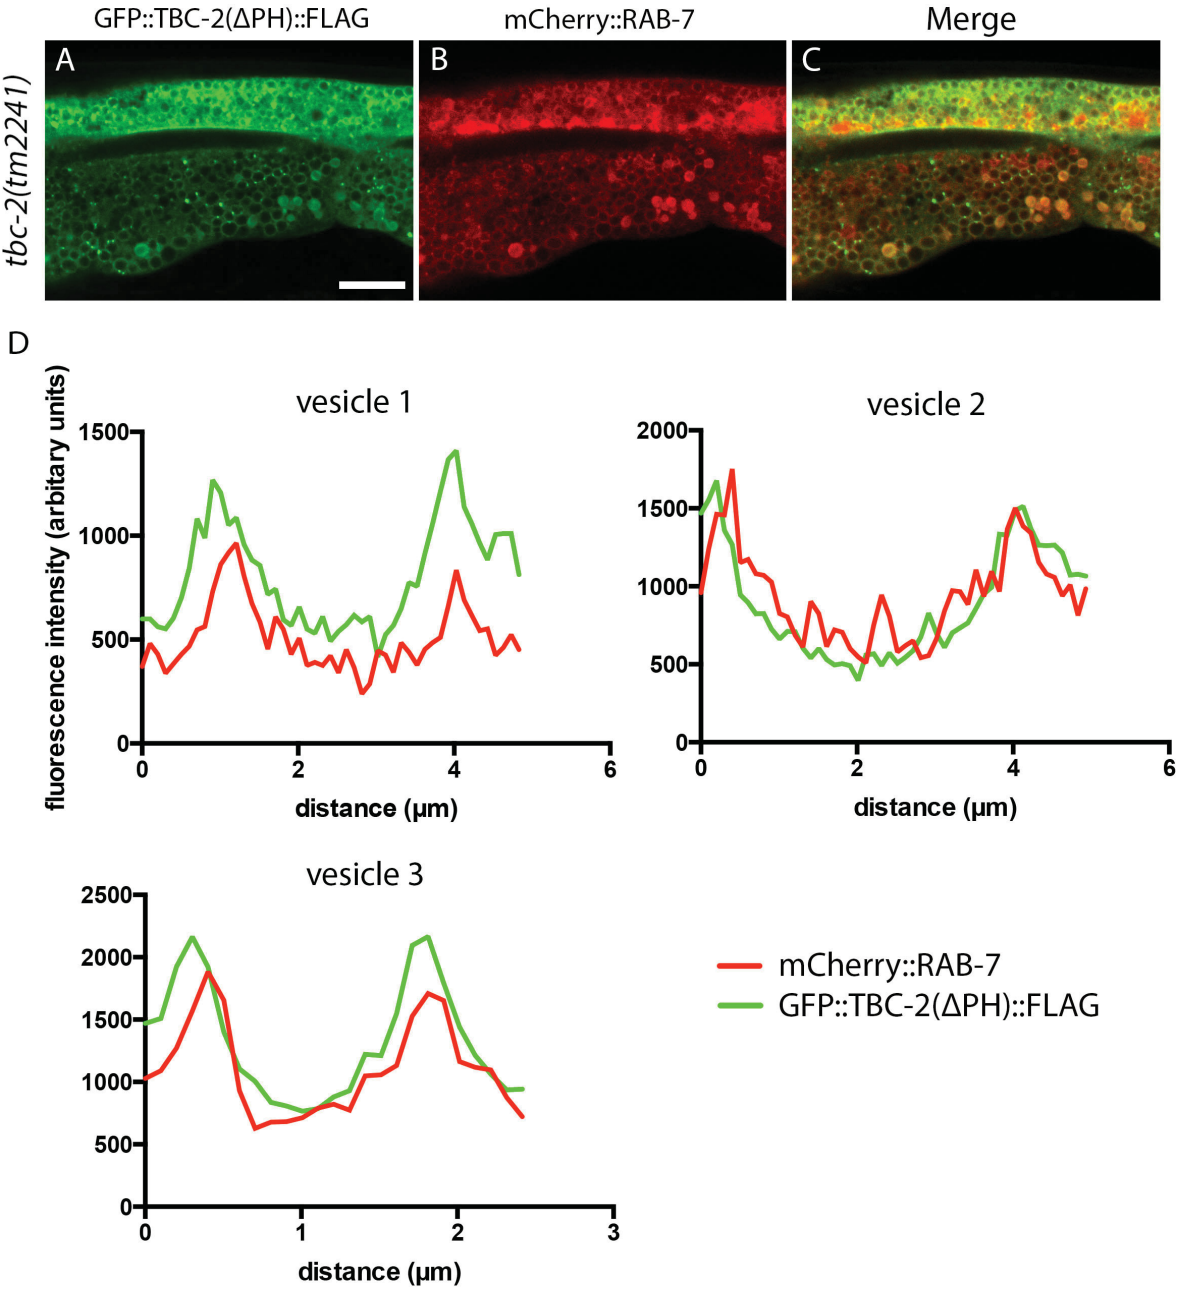 GFP::TBC-2(ΔPH)::FLAG
mCherry::RAB-7
Merge
tbc-2(tm2241)
A
B
C
D
fluorescence intensity (arbitary units)
vesicle 1
1500
1000
500
0
0 2 4 6
distance (µm)
vesicle 2
2000
1500
1000
500
0
0 2 4 6
distance (µm)
vesicle 3
2500
2000
1500
1000
500
0
0 1 2 3
distance (µm)
mCherry::RAB-7
GFP::TBC-2(ΔPH)::FLAG